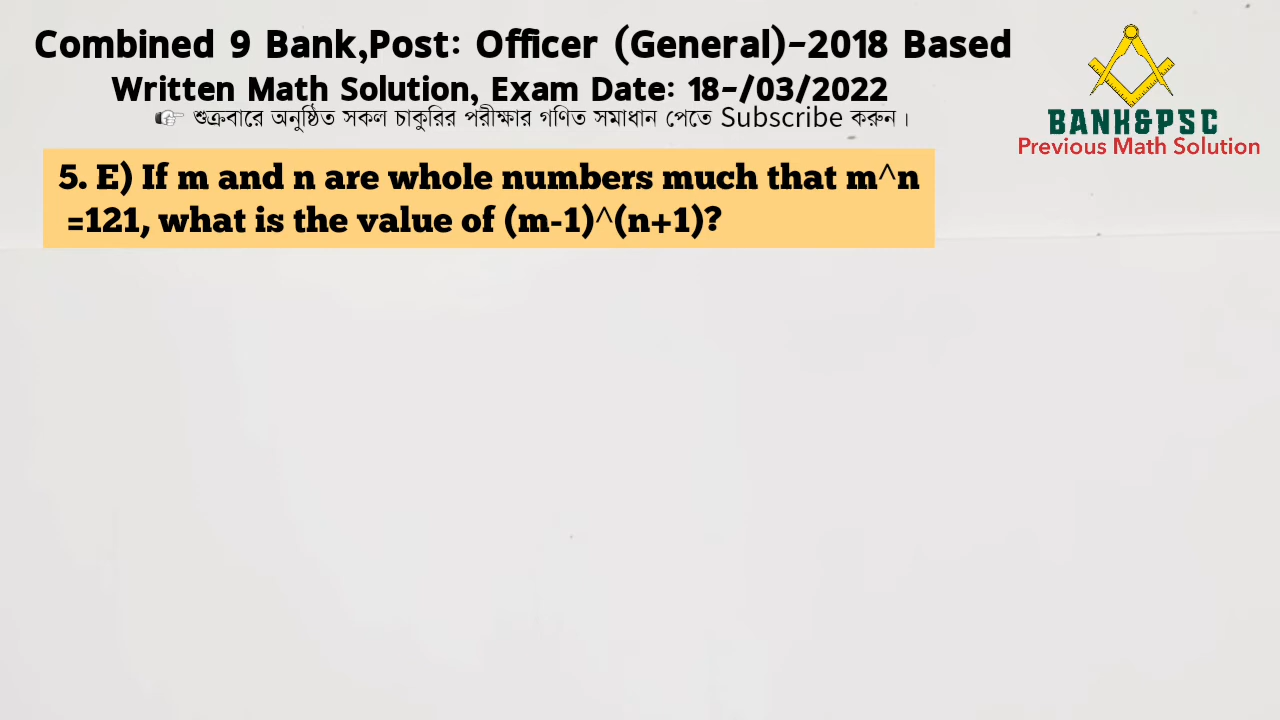 Combined 9 Bank,Post: Officer (General)-2018 Based
Written Math Solution, Exam Date: 18-/03/2022
👉 শুক্রবারে অনুষ্ঠিত সকল চাকুরির পরীক্ষার গণিত সমাধান পেতে Subscribe করুন।
BANK&PSC
Previous Math Solution
5. E) If m and n are whole numbers much that m^n
=121, what is the value of (m-1)^(n+1)?